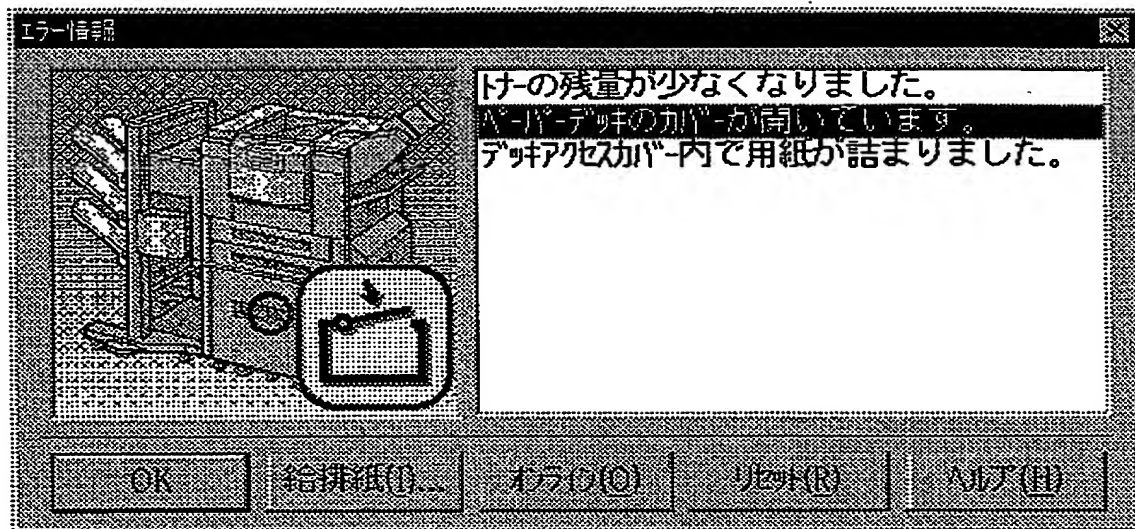 エラー情報
トナーの残量が少なくなりました。
ペーパーデッキのカバーが開いています。
デッキアクセスカバー内で用紙が詰まりました。
OK
給排紙(I)...
オンライン(O)
リセット(R)
ヘルプ(H)